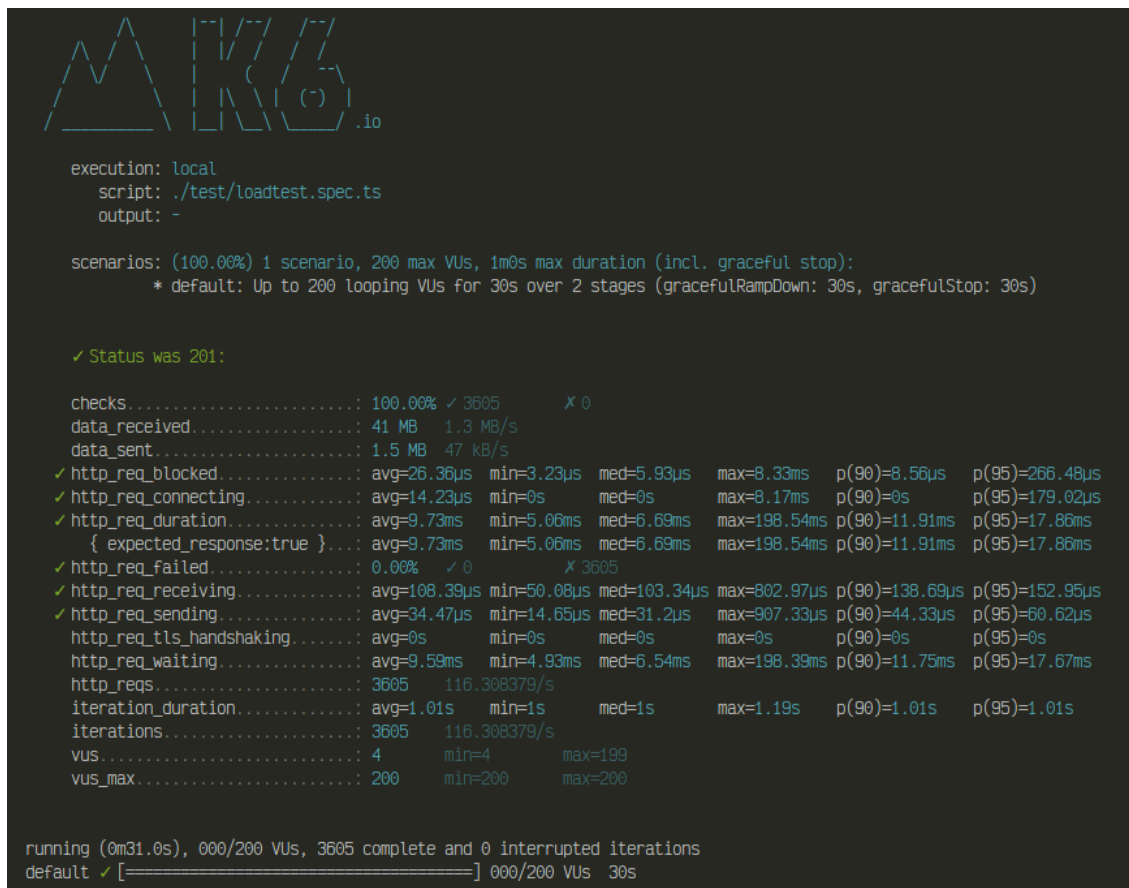 K6
.io
execution: local
script: ./test/loadtest.spec.ts
output: -
scenarios: (100.00%) 1 scenario, 200 max VUs, 1m0s max duration (incl. graceful stop):
* default: Up to 200 looping VUs for 30s over 2 stages (gracefulRampDown: 30s, gracefulStop: 30s)
✓ Status was 201:
checks.........................: 100.00% ✓ 3605 ✗ 0
data_received..................: 41 MB 1.3 MB/s
data_sent......................: 1.5 MB 47 kB/s
✓ http_req_blocked...............: avg=26.36µs min=3.23µs med=5.93µs max=8.33ms p(90)=8.56µs p(95)=266.48µs
✓ http_req_connecting............: avg=14.23µs min=0s med=0s max=8.17ms p(90)=0s p(95)=179.02µs
✓ http_req_duration..............: avg=9.73ms min=5.06ms med=6.69ms max=198.54ms p(90)=11.91ms p(95)=17.86ms
{ expected_response:true }...: avg=9.73ms min=5.06ms med=6.69ms max=198.54ms p(90)=11.91ms p(95)=17.86ms
✓ http_req_failed................: 0.00% ✓ 0 ✗ 3605
✓ http_req_receiving.............: avg=108.39µs min=50.08µs med=103.34µs max=802.97µs p(90)=138.69µs p(95)=152.95µs
✓ http_req_sending...............: avg=34.47µs min=14.65µs med=31.2µs max=907.33µs p(90)=44.33µs p(95)=60.62µs
http_req_tls_handshaking.......: avg=0s min=0s med=0s max=0s p(90)=0s p(95)=0s
http_req_waiting...............: avg=9.59ms min=4.93ms med=6.54ms max=198.39ms p(90)=11.75ms p(95)=17.67ms
http_reqs......................: 3605 116.308379/s
iteration_duration.............: avg=1.01s min=1s med=1s max=1.19s p(90)=1.01s p(95)=1.01s
iterations.....................: 3605 116.308379/s
vus............................: 4 min=4 max=199
vus_max........................: 200 min=200 max=200
running (0m31.0s), 000/200 VUs, 3605 complete and 0 interrupted iterations
default ✓ [======================================] 000/200 VUs 30s